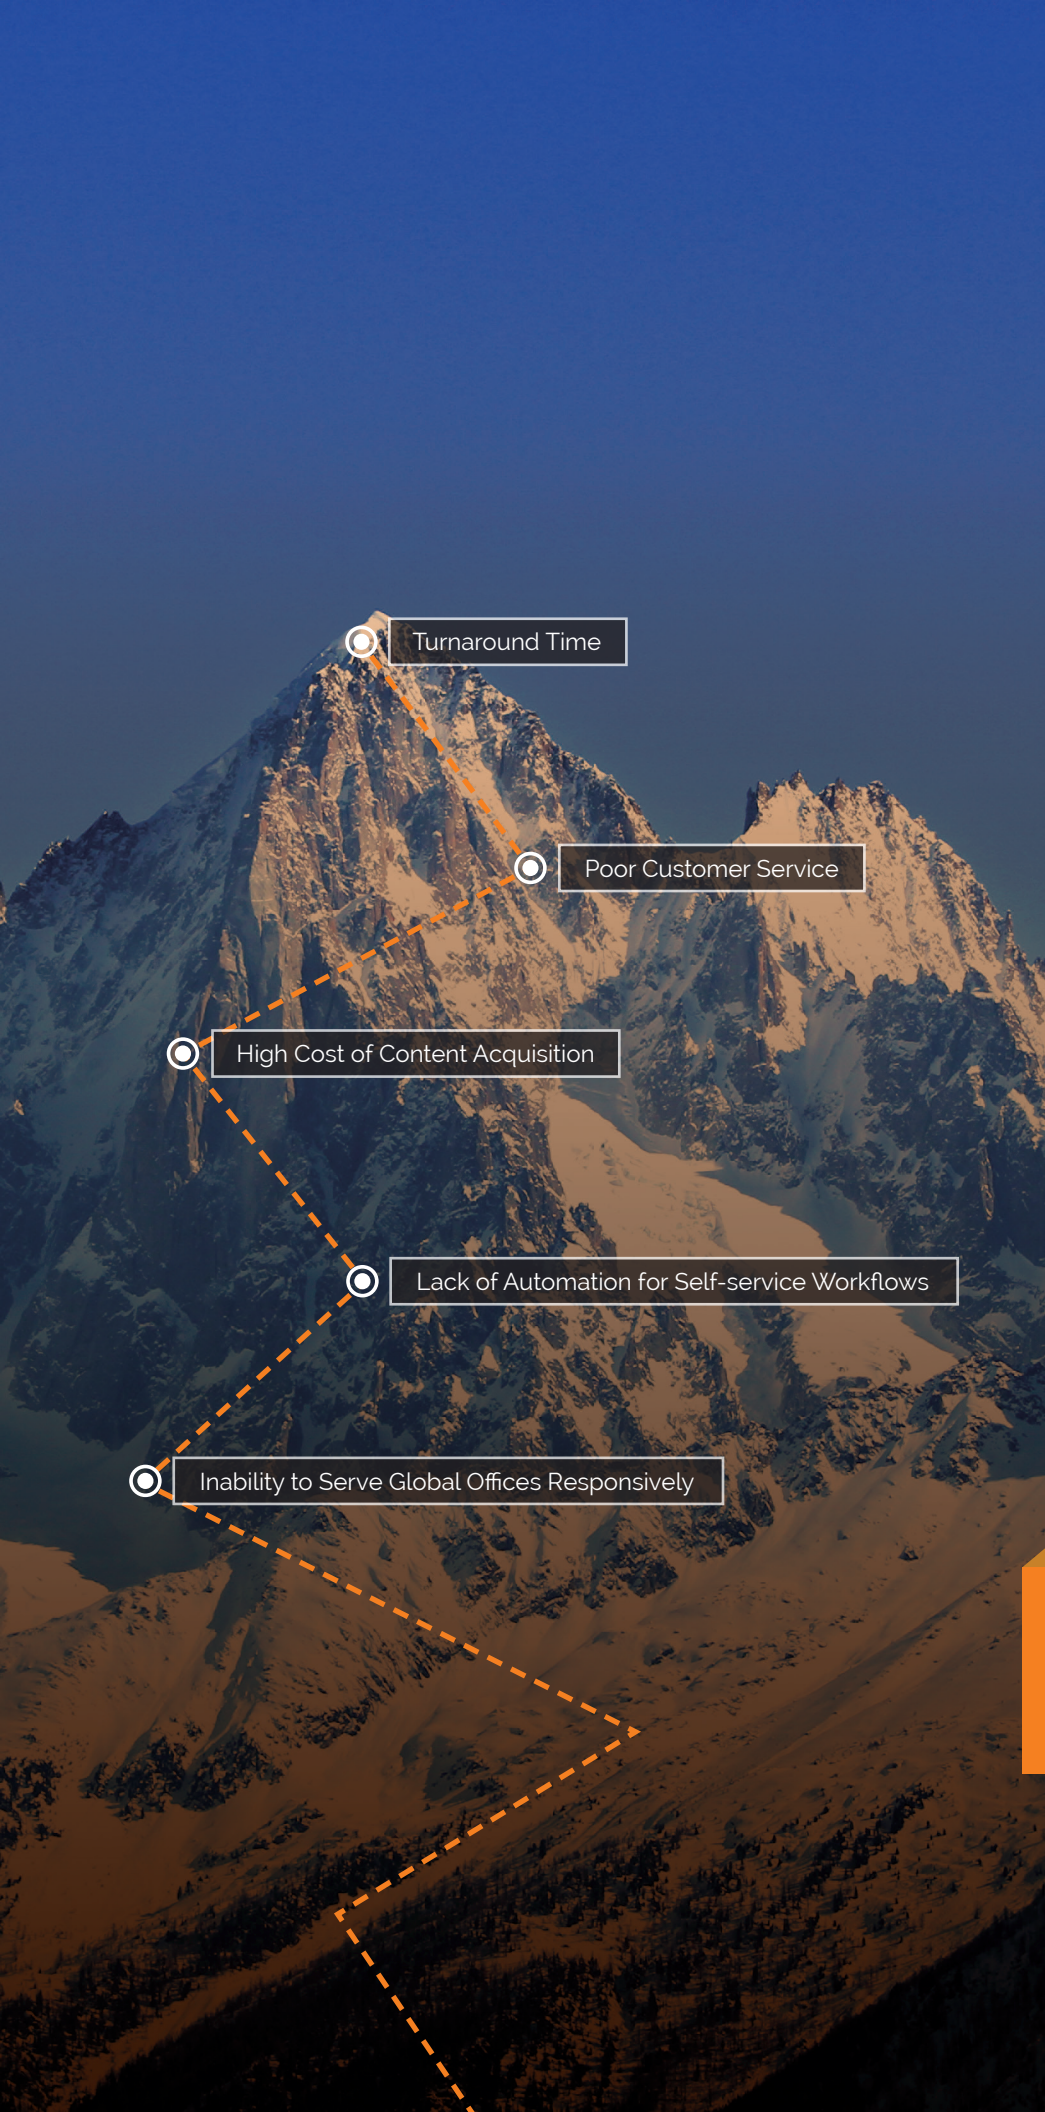 Turnaround Time
Poor Customer Service
High Cost of Content Acquisition
Lack of Automation for Self-service Workflows
Inability to Serve Global Offices Responsively